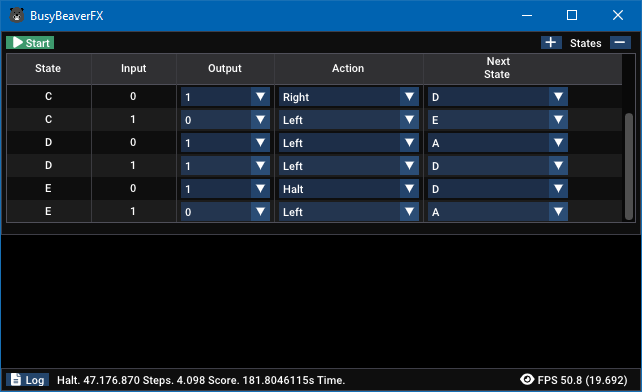 BusyBeaverFX
Start
States
State Input Output Action Next State
C 0 1 Right D
C 1 0 Left E
D 0 1 Left A
D 1 1 Left D
E 0 1 Halt D
E 1 0 Left A
Log Halt. 47.176.870 Steps. 4.098 Score. 181.8046115s Time. FPS 50.8 (19.692)